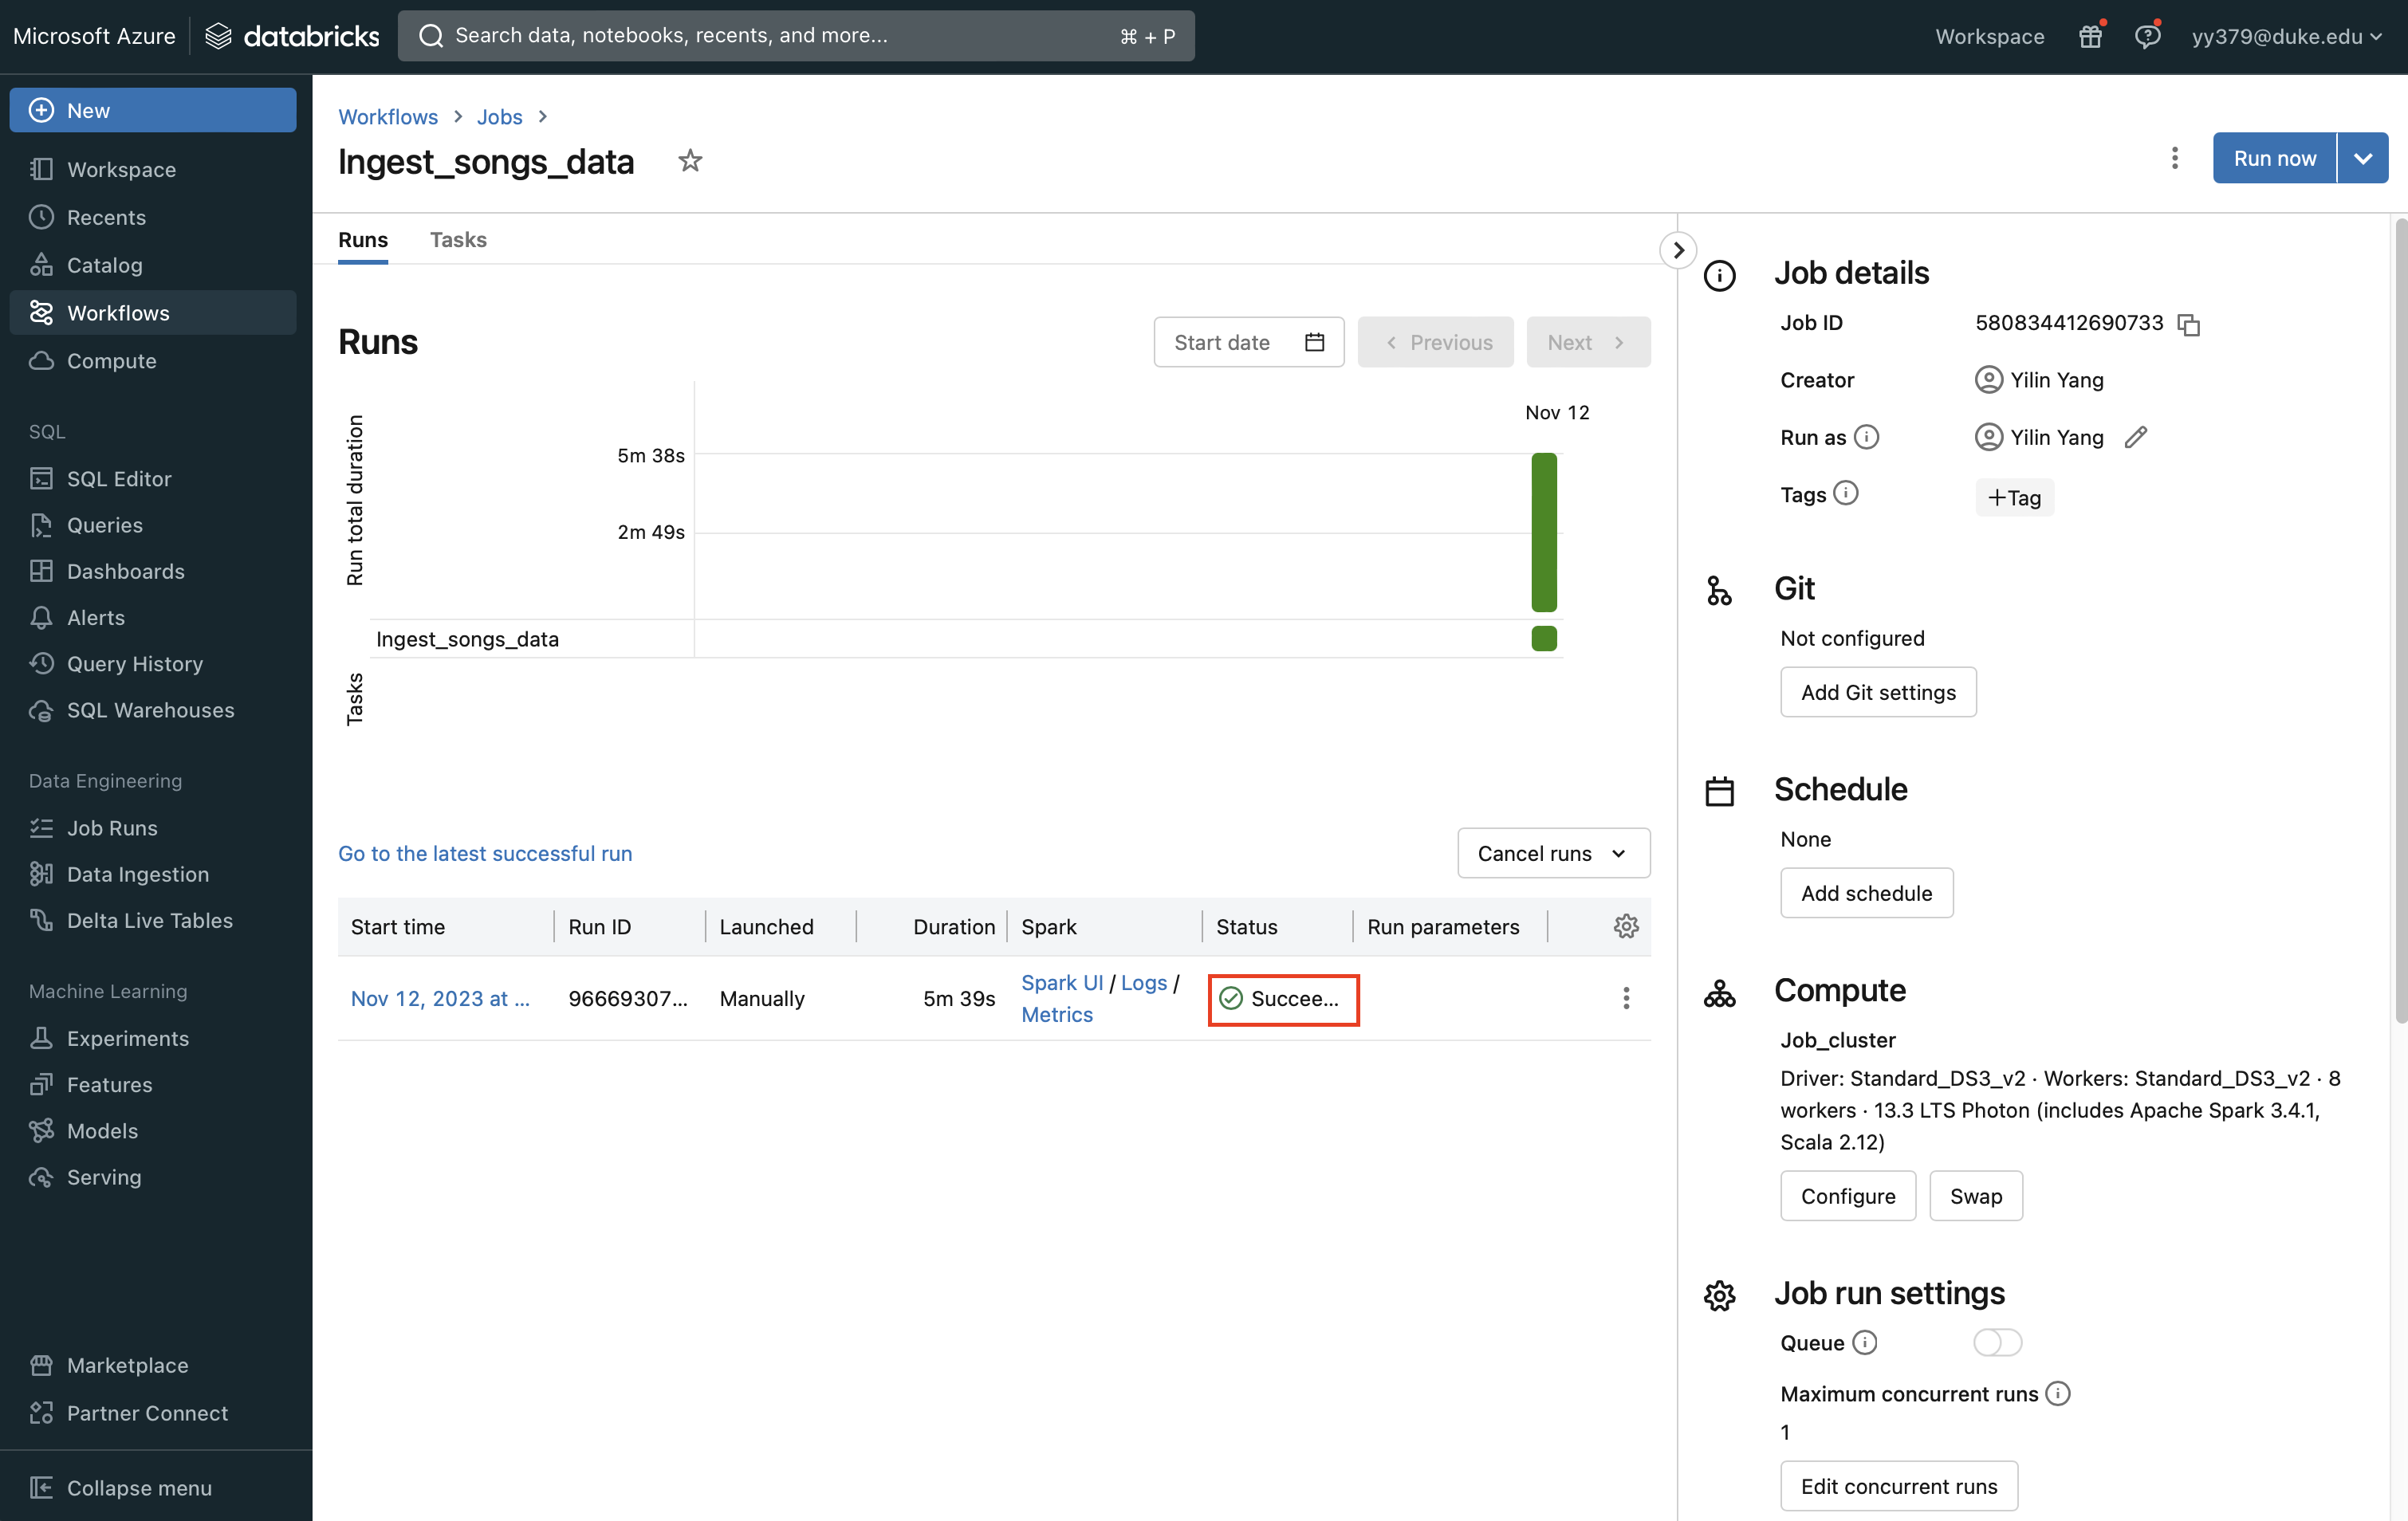 Microsoft Azure
databricks
Search data, notebooks, recents, and more...
⌘ + P
Workspace
yy379@duke.edu
New
Workspace
Recents
Catalog
Workflows
Compute
SQL
SQL Editor
Queries
Dashboards
Alerts
Query History
SQL Warehouses
Data Engineering
Job Runs
Data Ingestion
Delta Live Tables
Machine Learning
Experiments
Features
Models
Serving
Marketplace
Partner Connect
Collapse menu
Workflows > Jobs >
Ingest_songs_data
Run now
Runs Tasks
Runs
Start date
Previous
Next
Nov 12
Run total duration
5m 38s
2m 49s
Ingest_songs_data
Tasks
Go to the latest successful run
Cancel runs
Start time Run ID Launched Duration Spark Status Run parameters
Nov 12, 2023 at ... 96669307... Manually 5m 39s Spark UI / Logs / Succee...
Metrics
Job details
Job ID 580834412690733
Creator Yilin Yang
Run as Yilin Yang
Tags +Tag
Git
Not configured
Add Git settings
Schedule
None
Add schedule
Compute
Job_cluster
Driver: Standard_DS3_v2 · Workers: Standard_DS3_v2 · 8
workers · 13.3 LTS Photon (includes Apache Spark 3.4.1,
Scala 2.12)
Configure Swap
Job run settings
Queue
Maximum concurrent runs
1
Edit concurrent runs